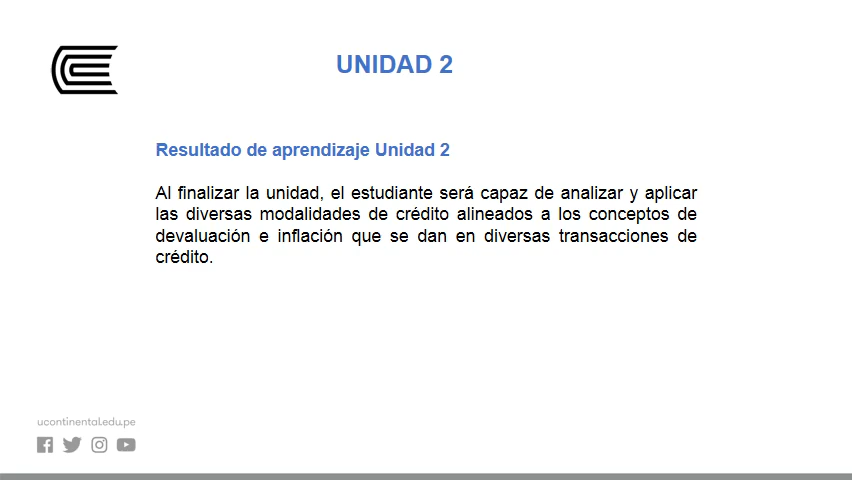 UNIDAD 2
Resultado de aprendizaje Unidad 2
Al finalizar la unidad, el estudiante será capaz de analizar y aplicar
las diversas modalidades de crédito alineados a los conceptos de
devaluación e inflación que se dan en diversas transacciones de
crédito.
ucontinental.edu.pe